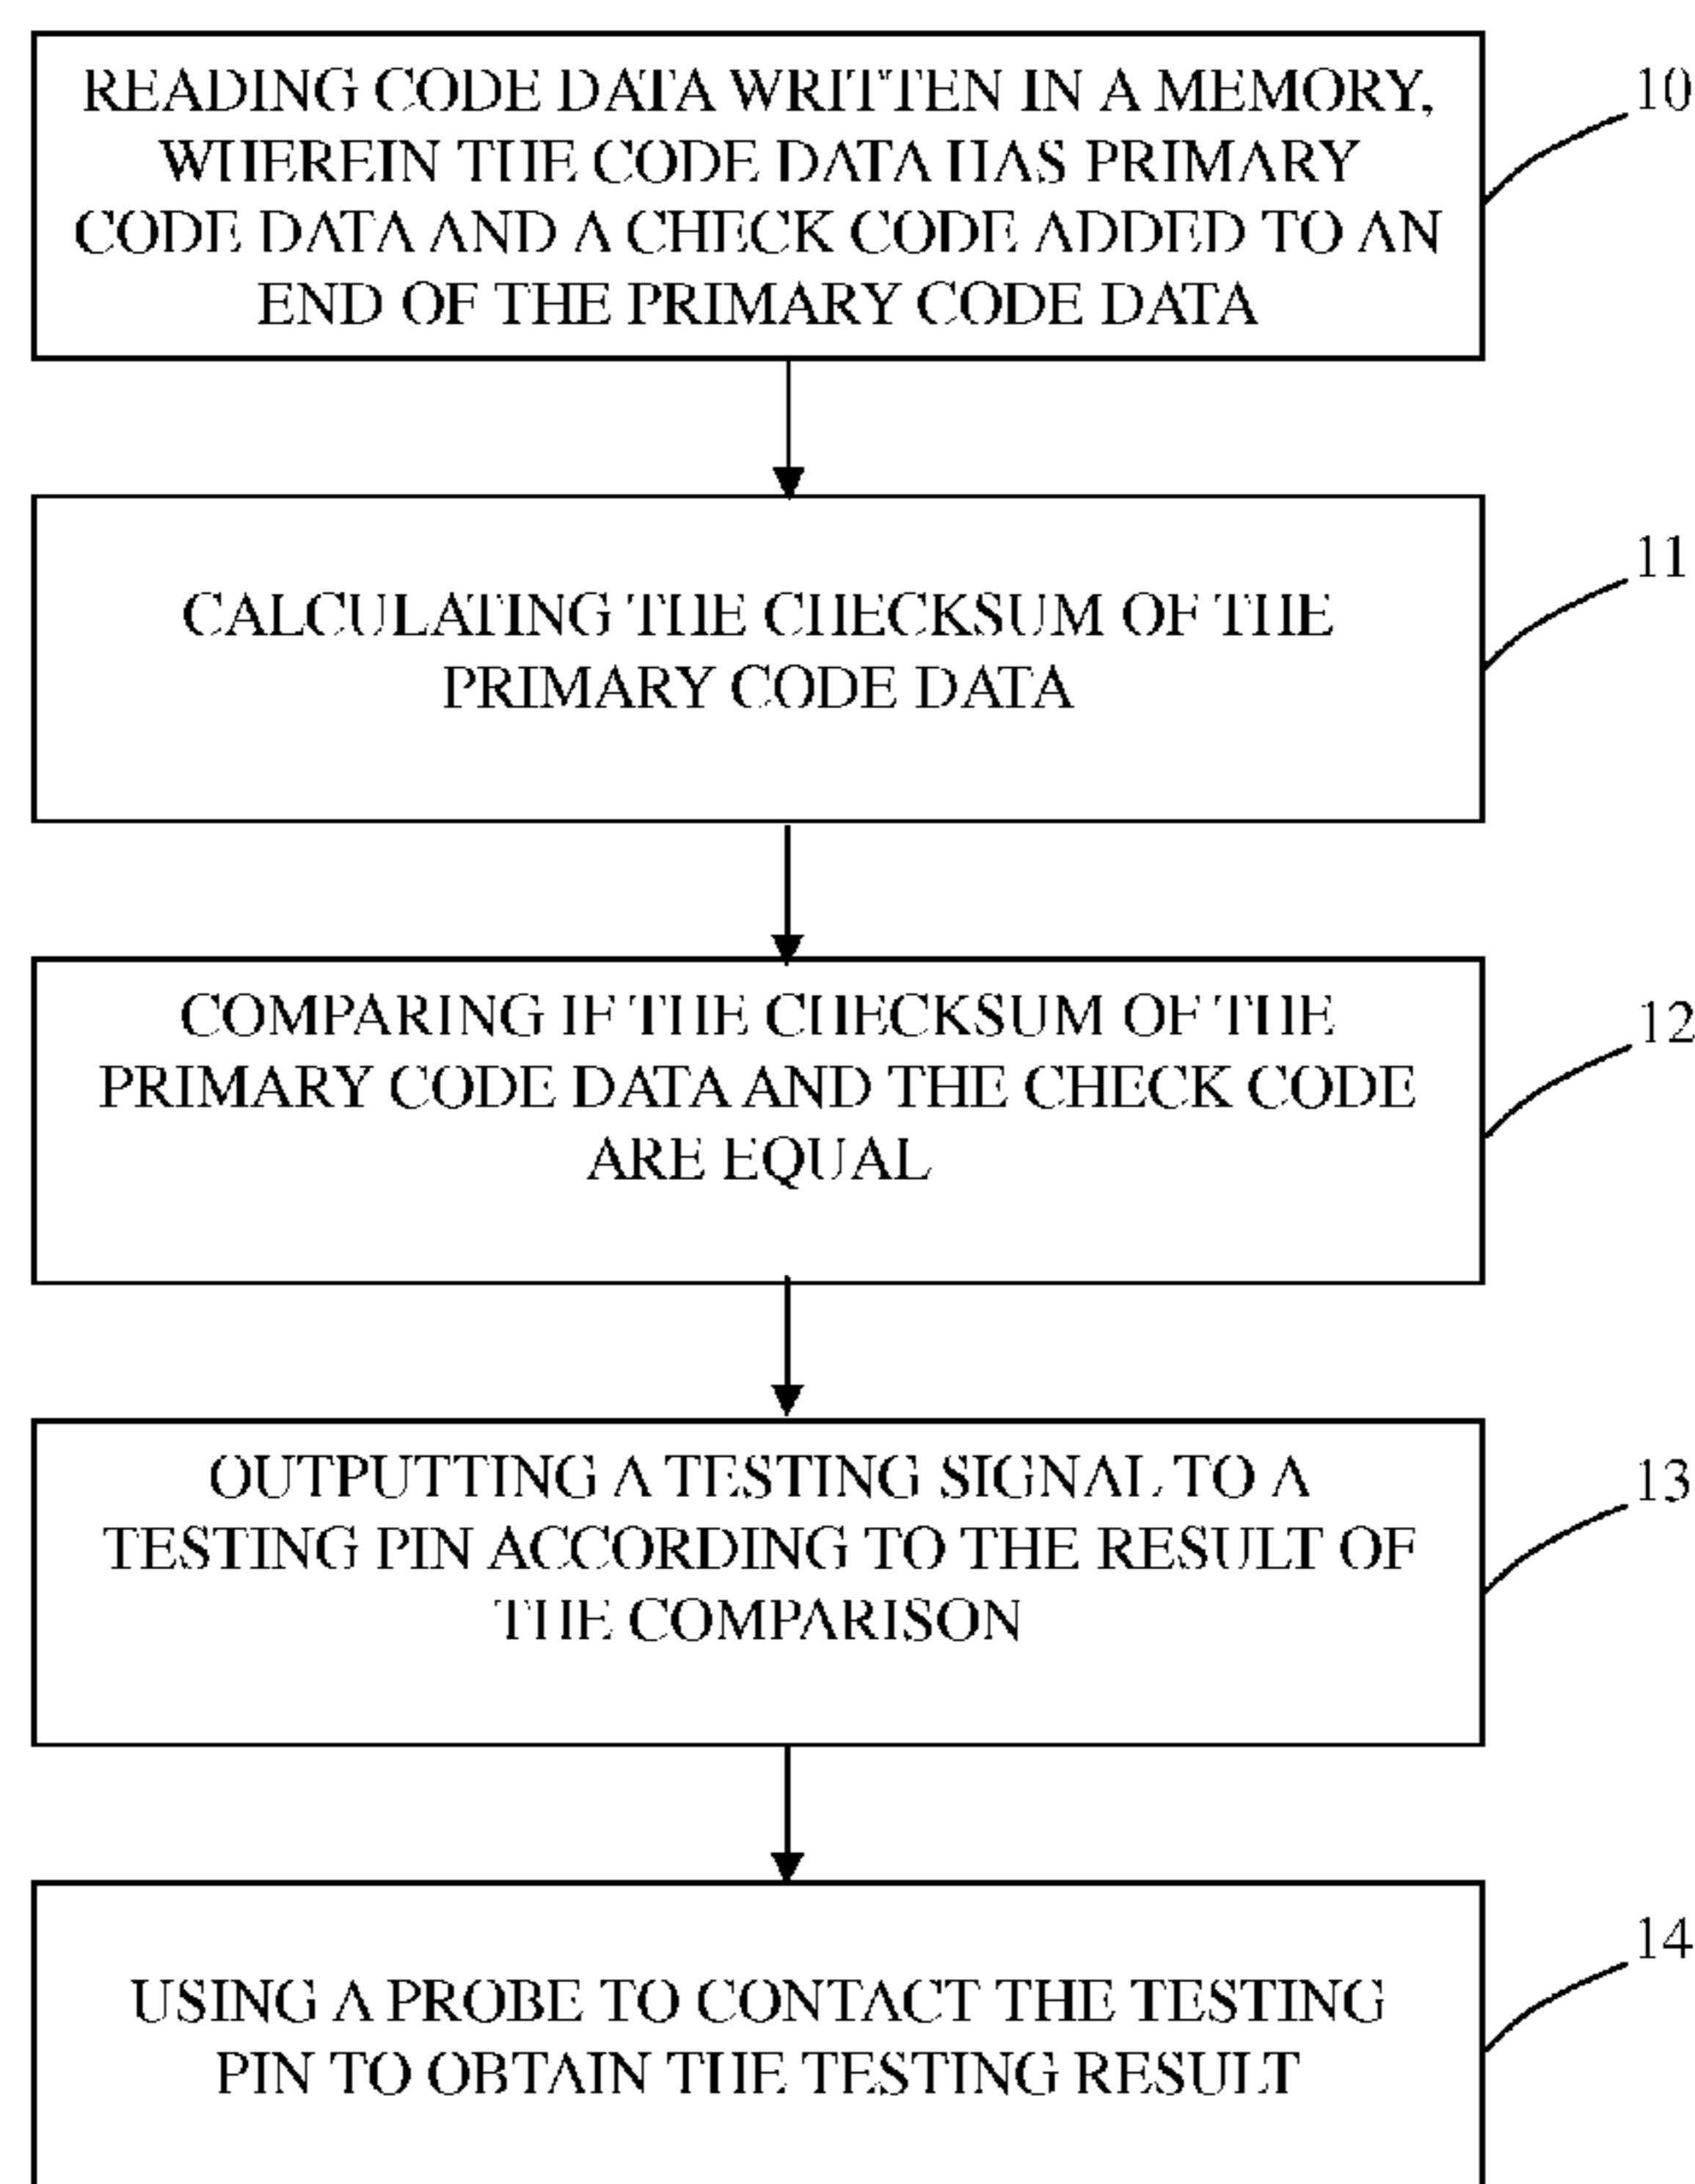 READING CODE DATA WRITTEN IN A MEMORY,
WHEREIN THE CODE DATA HAS PRIMARY
CODE DATA AND A CHECK CODE ADDED TO AN
END OF THE PRIMARY CODE DATA
10
CALCULATING THE CHECKSUM OF THE
PRIMARY CODE DATA
11
COMPARING IF THE CHECKSUM OF THE
PRIMARY CODE DATA AND THE CHECK CODE
ARE EQUAL
12
OUTPUTTING A TESTING SIGNAL TO A
TESTING PIN ACCORDING TO THE RESULT OF
THE COMPARISON
13
USING A PROBE TO CONTACT THE TESTING
PIN TO OBTAIN THE TESTING RESULT
14